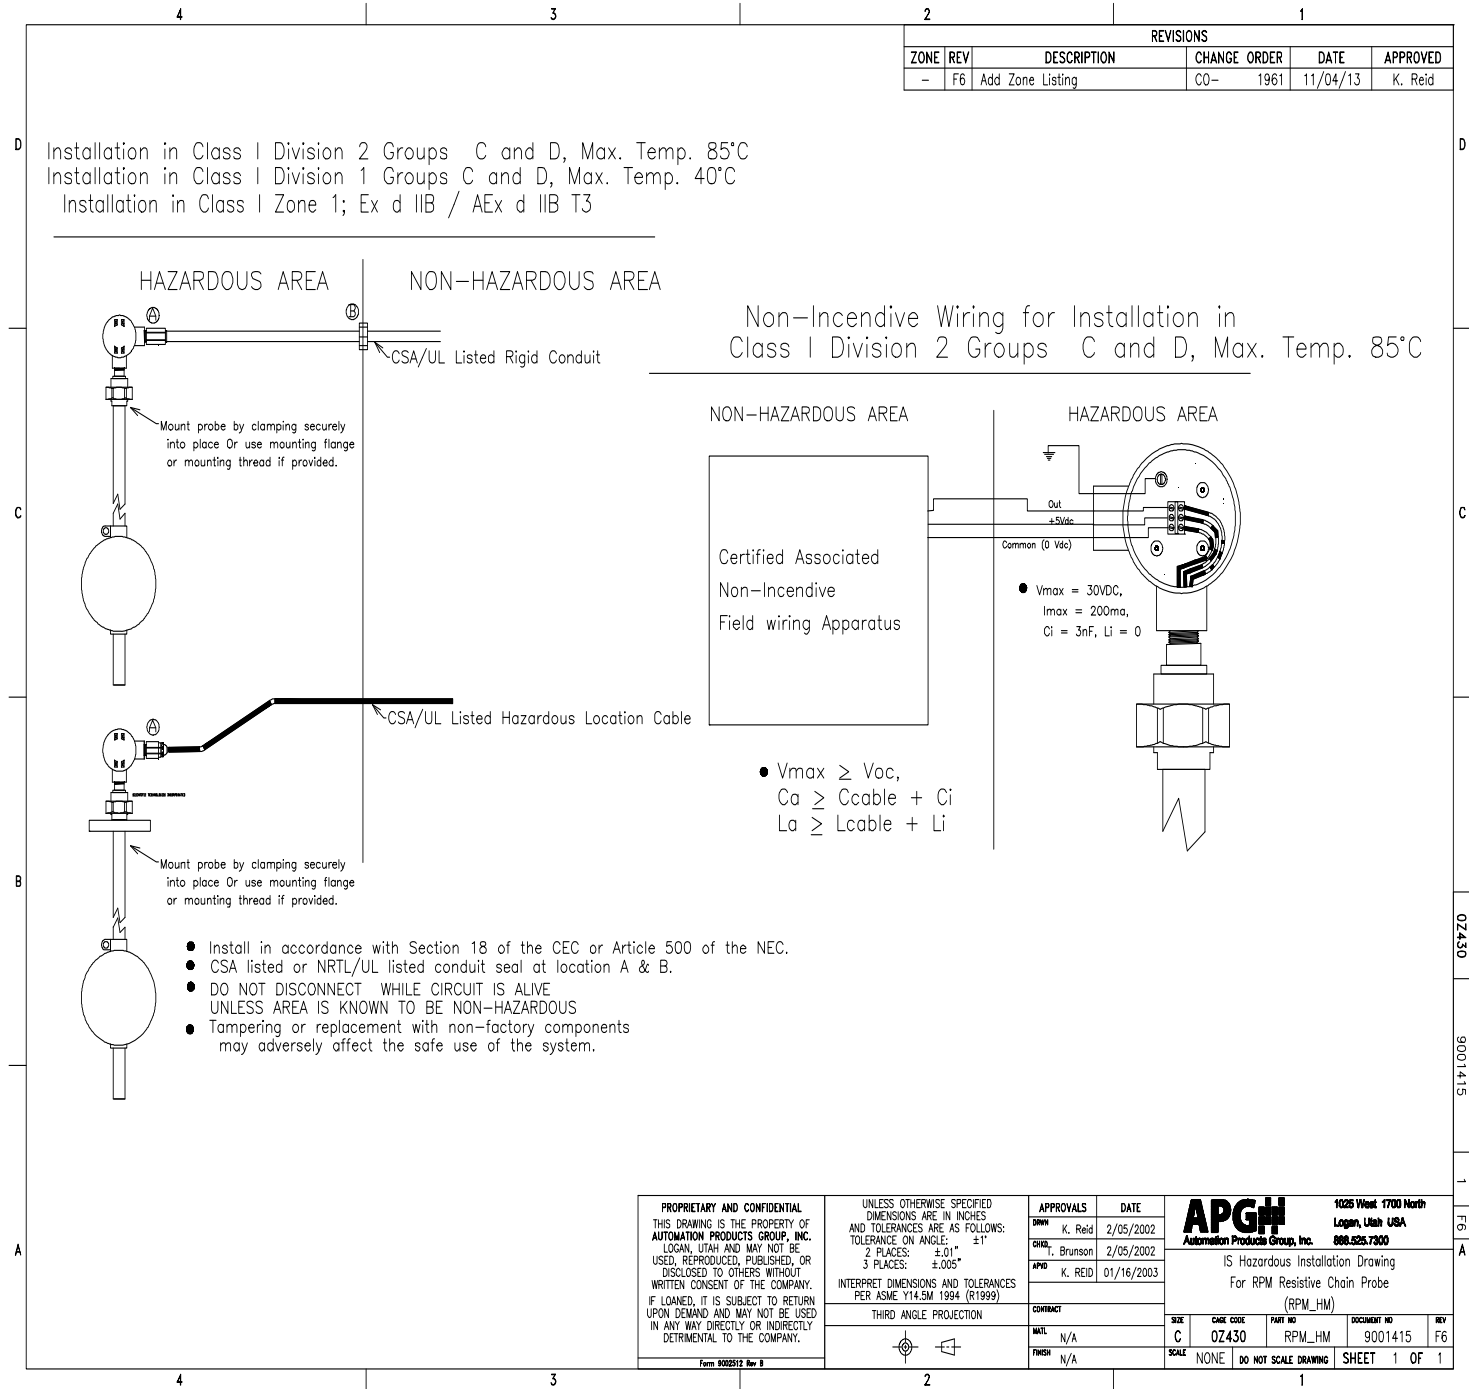 4 3 2 1
REVISIONS
ZONE REV DESCRIPTION CHANGE ORDER DATE APPROVED
- F6 Add Zone Listing CO- 1961 11/04/13 K. Reid
D D
Installation in Class I Division 2 Groups C and D, Max. Temp. 85°C
Installation in Class I Division 1 Groups C and D, Max. Temp. 40°C
Installation in Class I Zone 1; Ex d IIB / AEx d IIB T3
HAZARDOUS AREA NON-HAZARDOUS AREA
A B
CSA/UL Listed Rigid Conduit
Mount probe by clamping securely
into place Or use mounting flange
or mounting thread if provided.
Non-Incendive Wiring for Installation in
Class I Division 2 Groups C and D, Max. Temp. 85°C
NON-HAZARDOUS AREA HAZARDOUS AREA
C C
Out
+5Vdc
Common (0 Vdc)
Certified Associated
Non-Incendive
Field wiring Apparatus
● Vmax = 30VDC,
Imax = 200ma,
Ci = 3nF, Li = 0
A
CSA/UL Listed Hazardous Location Cable
● Vmax ≥ Voc,
Ca ≥ Ccable + Ci
La ≥ Lcable + Li
Mount probe by clamping securely
into place Or use mounting flange
or mounting thread if provided.
B
● Install in accordance with Section 18 of the CEC or Article 500 of the NEC.
● CSA listed or NRTL/UL listed conduit seal at location A & B.
● DO NOT DISCONNECT WHILE CIRCUIT IS ALIVE
UNLESS AREA IS KNOWN TO BE NON-HAZARDOUS
● Tampering or replacement with non-factory components
may adversely affect the safe use of the system.
0Z430
9001415
1
F6
A A
PROPRIETARY AND CONFIDENTIAL
THIS DRAWING IS THE PROPERTY OF
AUTOMATION PRODUCTS GROUP, INC.
LOGAN, UTAH AND MAY NOT BE
USED, REPRODUCED, PUBLISHED, OR
DISCLOSED TO OTHERS WITHOUT
WRITTEN CONSENT OF THE COMPANY.
IF LOANED, IT IS SUBJECT TO RETURN
UPON DEMAND AND MAY NOT BE USED
IN ANY WAY DIRECTLY OR INDIRECTLY
DETRIMENTAL TO THE COMPANY.
Form 9002512 Rev B
UNLESS OTHERWISE SPECIFIED
DIMENSIONS ARE IN INCHES
AND TOLERANCES ARE AS FOLLOWS:
TOLERANCE ON ANGLE: ±1°
2 PLACES: ±.01"
3 PLACES: ±.005"
INTERPRET DIMENSIONS AND TOLERANCES
PER ASME Y14.5M 1994 (R1999)
THIRD ANGLE PROJECTION
APPROVALS DATE
DRWN K. Reid 2/05/2002
CHKD. T. Brunson 2/05/2002
APVD K. REID 01/16/2003
CONTRACT
MATL N/A
FINISH N/A
APG
Automation Products Group, Inc.
1025 West 1700 North
Logan, Utah USA
888.525.7300
IS Hazardous Installation Drawing
For RPM Resistive Chain Probe
(RPM_HM)
SIZE CAGE CODE PART NO DOCUMENT NO REV
C 0Z430 RPM_HM 9001415 F6
SCALE NONE DO NOT SCALE DRAWING SHEET 1 OF 1
4 3 2 1